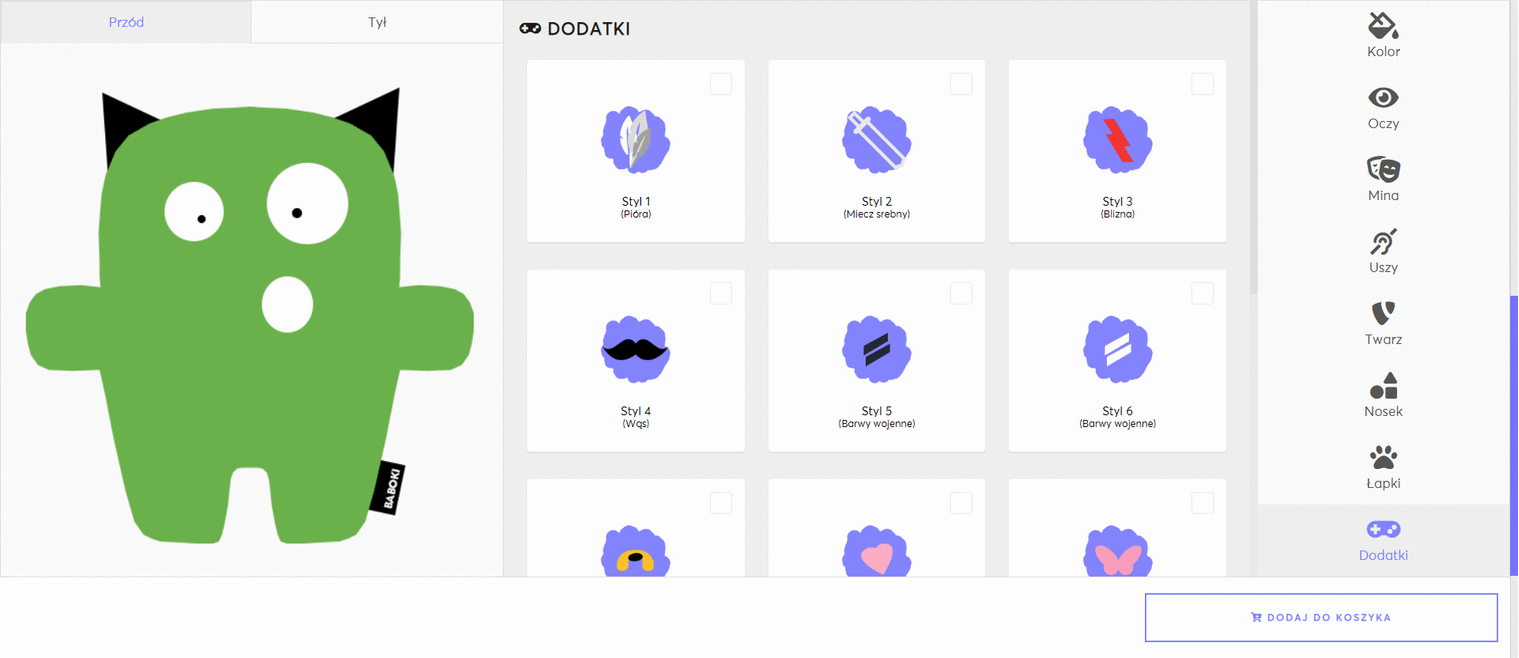 Przód
Tył
BABOKI
DODATKI
Styl 1
(Pióra)
Styl 2
(Miecz srebny)
Styl 3
(Blizna)
Styl 4
(Wąs)
Styl 5
(Barwy wojenne)
Styl 6
(Barwy wojenne)
Kolor
Oczy
Mina
Uszy
Twarz
Nosek
Łapki
Dodatki
DODAJ DO KOSZYKA